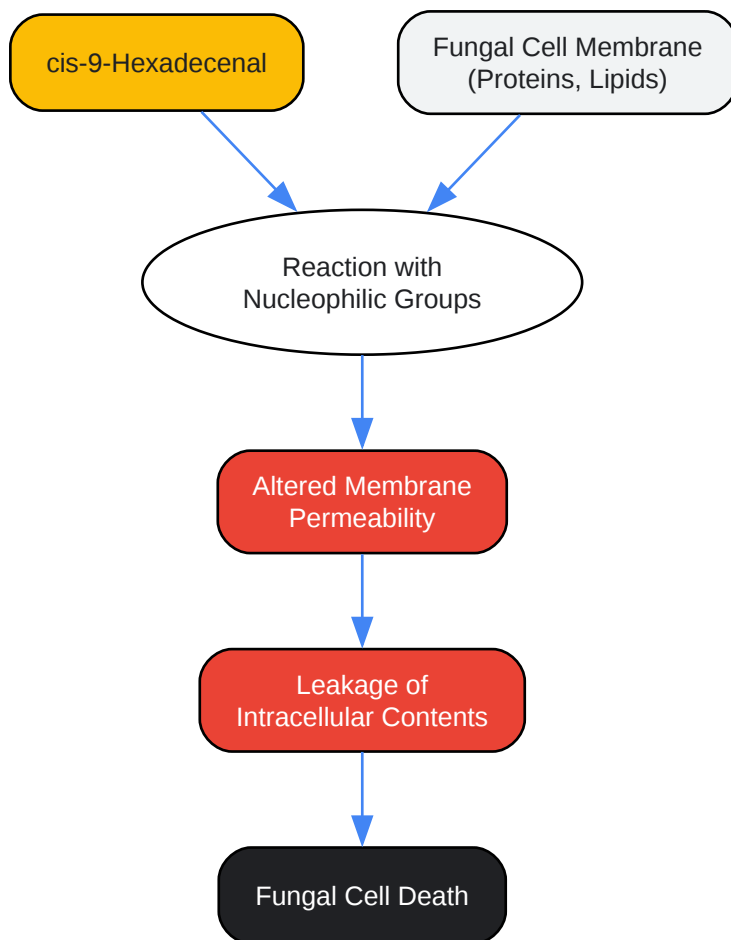 cis-9-Hexadecenal
Fungal Cell Membrane
(Proteins, Lipids)
Reaction with
Nucleophilic Groups
Altered Membrane
Permeability
Leakage of
Intracellular Contents
Fungal Cell Death